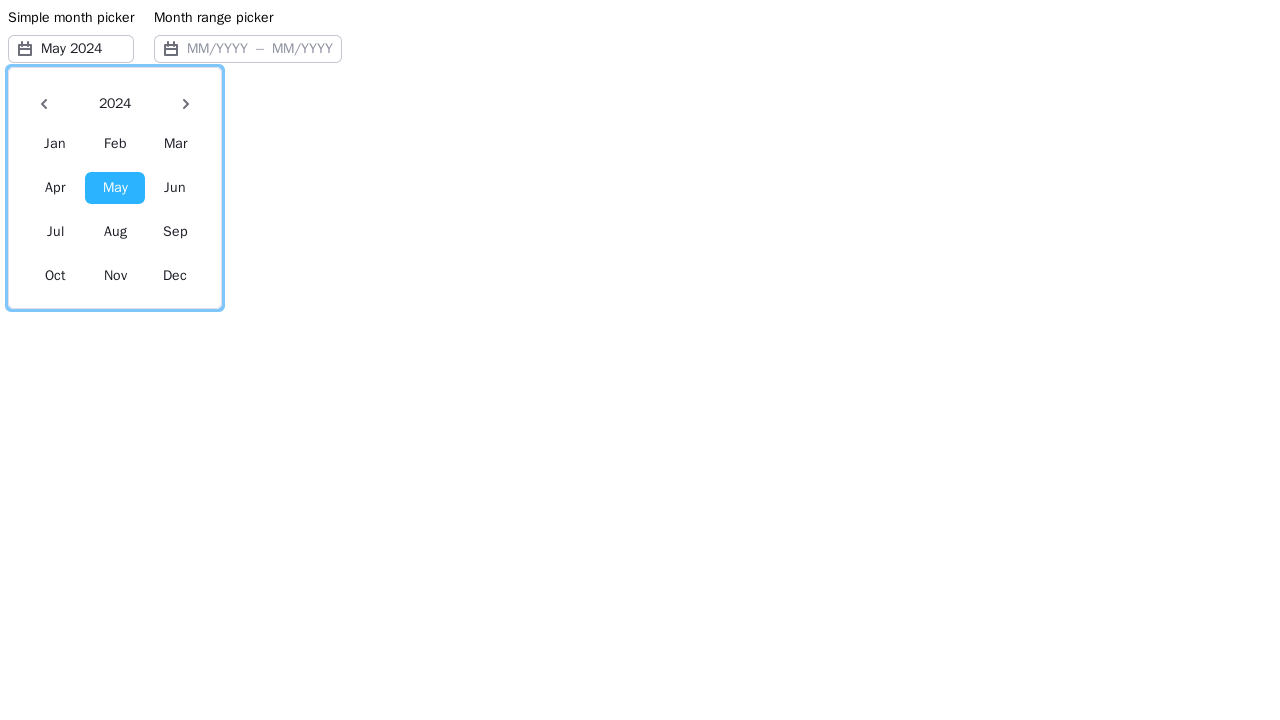 Simple month picker Month range picker
May 2024 MM/YYYY – MM/YYYY
2024
Jan Feb Mar
Apr May Jun
Jul Aug Sep
Oct Nov Dec